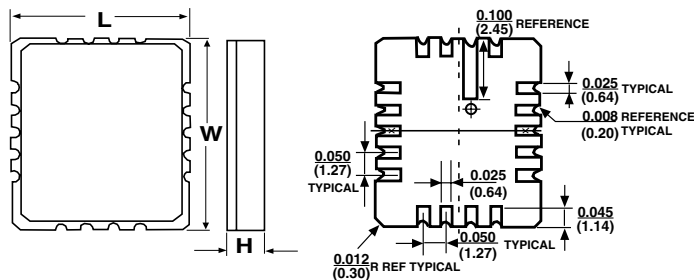 L
W
H
0.100
(2.45) REFERENCE
0.025
(0.64) TYPICAL
0.008 REFERENCE
(0.20) TYPICAL
0.050
(1.27)
TYPICAL
0.025
(0.64)
0.045
(1.14)
0.050
(1.27) TYPICAL
0.012
(0.30) R REF TYPICAL